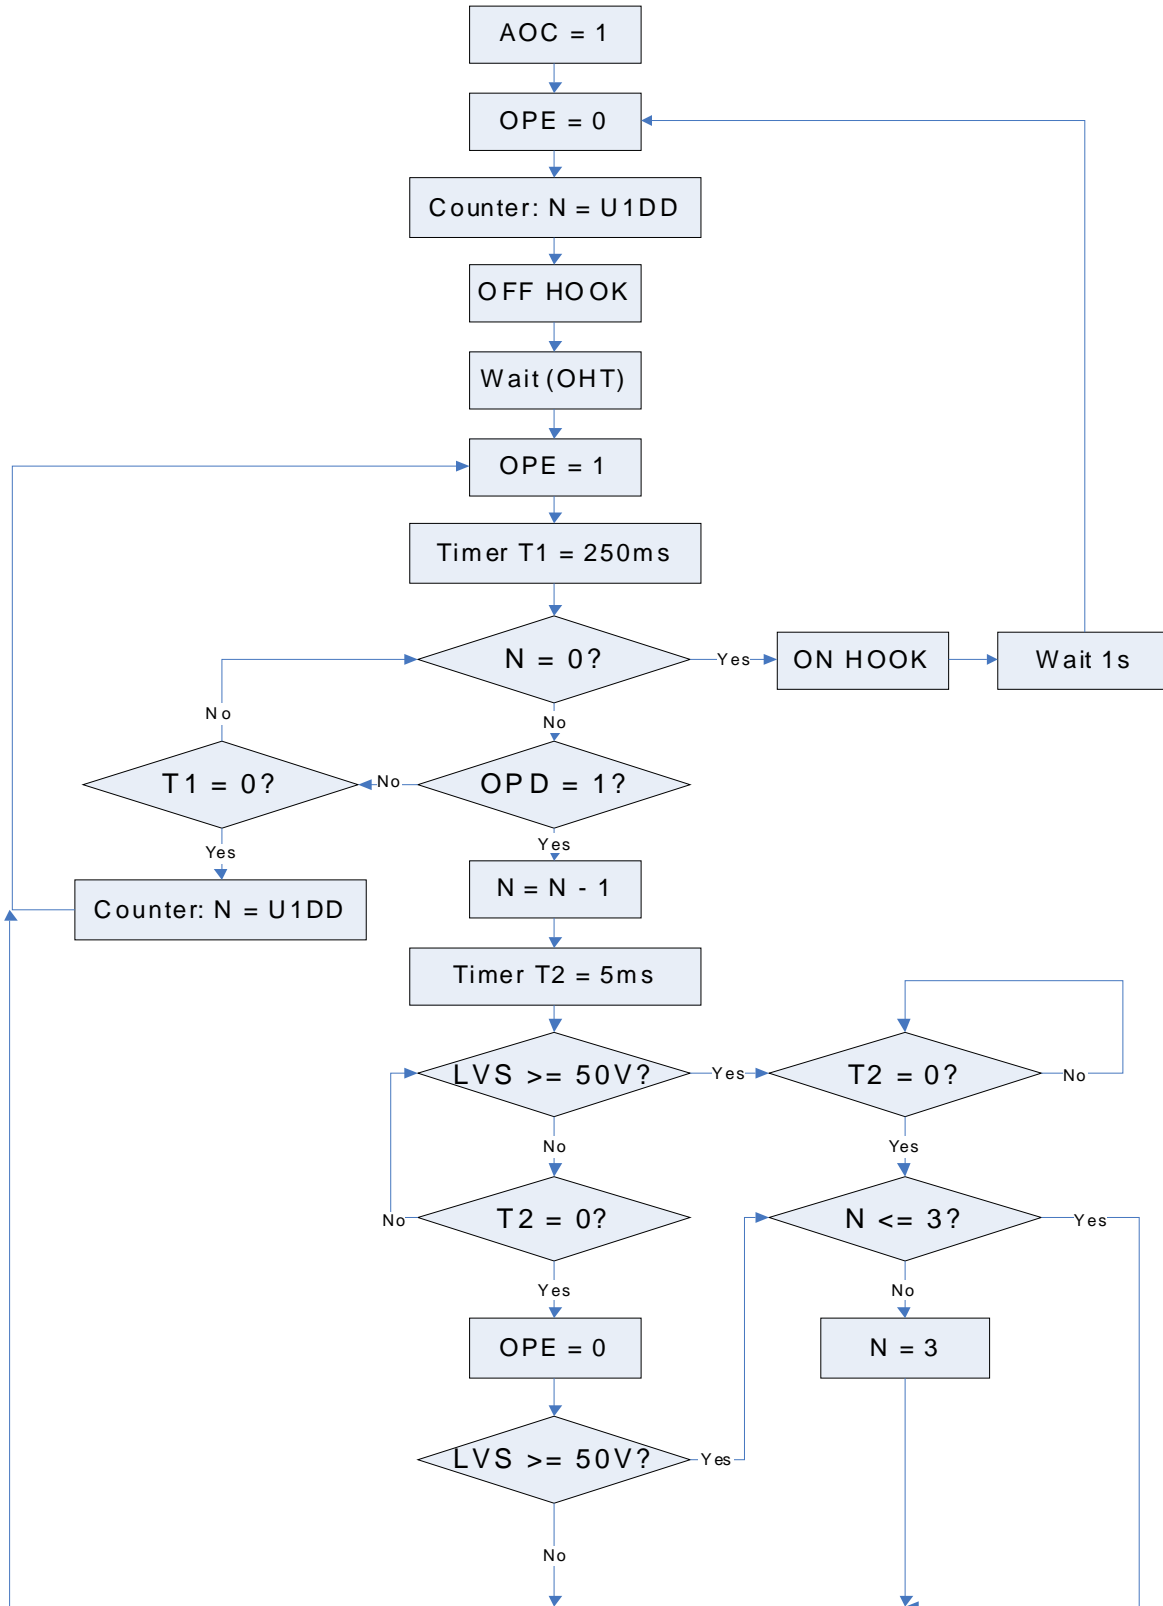 AOC = 1
OPE = 0
Counter: N = U1DD
OFF HOOK
Wait (OHT)
OPE = 1
Timer T1 = 250ms
N = 0?
Yes
ON HOOK
Wait 1s
No
No
T1 = 0?
No
OPD = 1?
Yes
Yes
Counter: N = U1DD
N = N - 1
Timer T2 = 5ms
LVS >= 50V?
Yes
T2 = 0?
No
No
Yes
No
T2 = 0?
N <= 3?
Yes
Yes
No
OPE = 0
N = 3
LVS >= 50V?
Yes
No